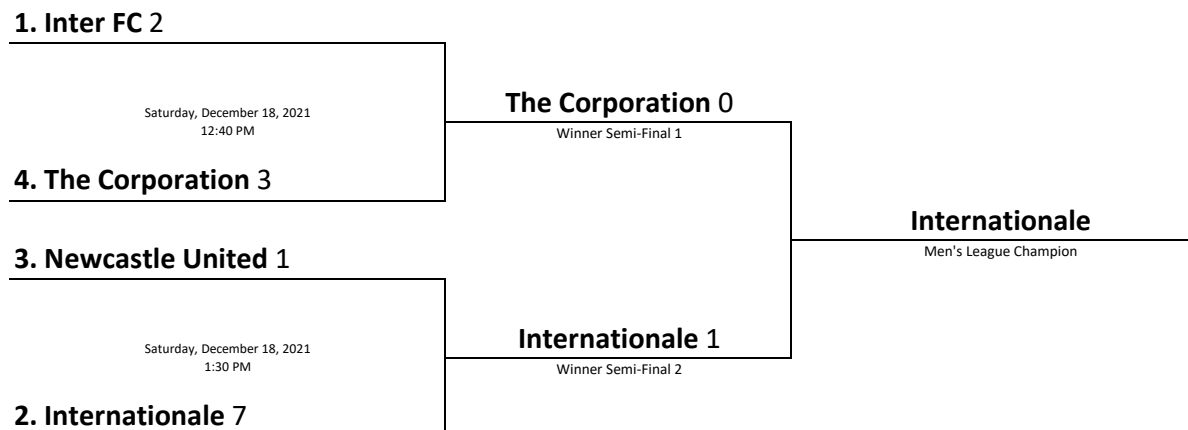 1. Inter FC 2
Saturday, December 18, 2021
12:40 PM
4. The Corporation 3
The Corporation 0
Winner Semi-Final 1
3. Newcastle United 1
Saturday, December 18, 2021
1:30 PM
2. Internationale 7
Internationale 1
Winner Semi-Final 2
Internationale
Men's League Champion